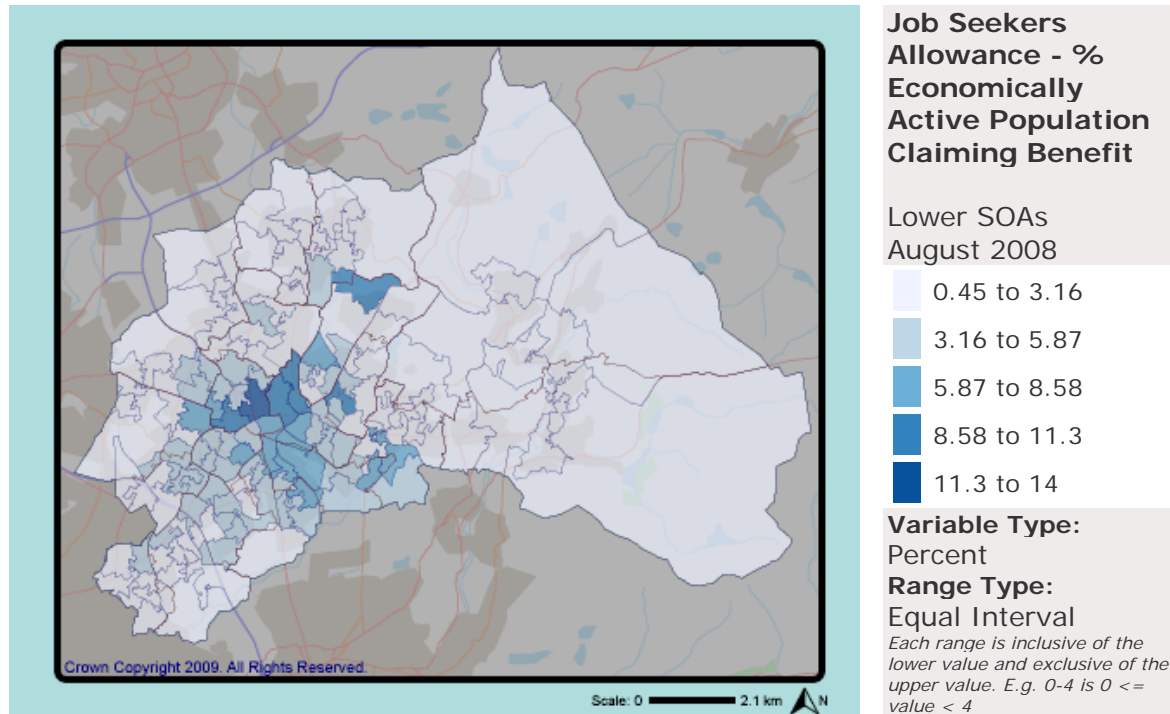 Job Seekers
Allowance - %
Economically
Active Population
Claiming Benefit
Lower SOAs
August 2008
0.45 to 3.16
3.16 to 5.87
5.87 to 8.58
8.58 to 11.3
11.3 to 14
Variable Type:
Percent
Range Type:
Equal Interval
Each range is inclusive of the
lower value and exclusive of the
upper value. E.g. 0-4 is 0 <=
value < 4
Crown Copyright 2009. All Rights Reserved.
Scale: 0 2.1 km N